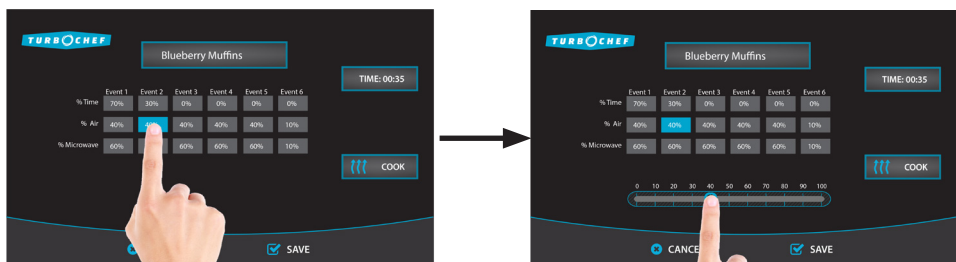 TURBOCHEF
Blueberry Muffins
TIME: 00:35
Event 1 Event 2 Event 3 Event 4 Event 5 Event 6
% Time 70% 30% 0% 0% 0% 0%
% Air 40% 40% 40% 40% 40% 10%
% Microwave 60% 60% 60% 60% 10%
COOK
SAVE
TURBOCHEF
Blueberry Muffins
TIME: 00:35
Event 1 Event 2 Event 3 Event 4 Event 5 Event 6
% Time 70% 30% 0% 0% 0% 0%
% Air 40% 40% 40% 40% 40% 10%
% Microwave 60% 60% 60% 60% 60% 10%
COOK
0 10 20 30 40 50 60 70 80 90 100
CANCE
SAVE